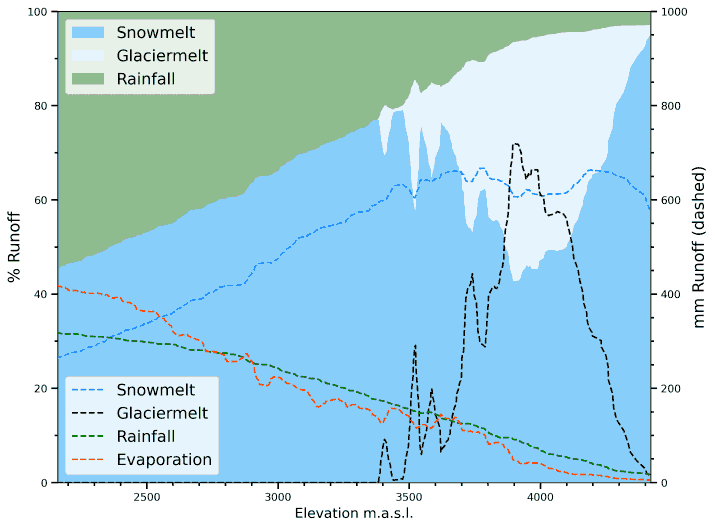 Snowmelt
Glaciermelt
Rainfall
100
80
60
40
20
0
% Runoff
1000
800
600
400
200
0
mm Runoff (dashed)
Snowmelt
Glaciermelt
Rainfall
Evaporation
2500 3000 3500 4000
Elevation m.a.s.l.